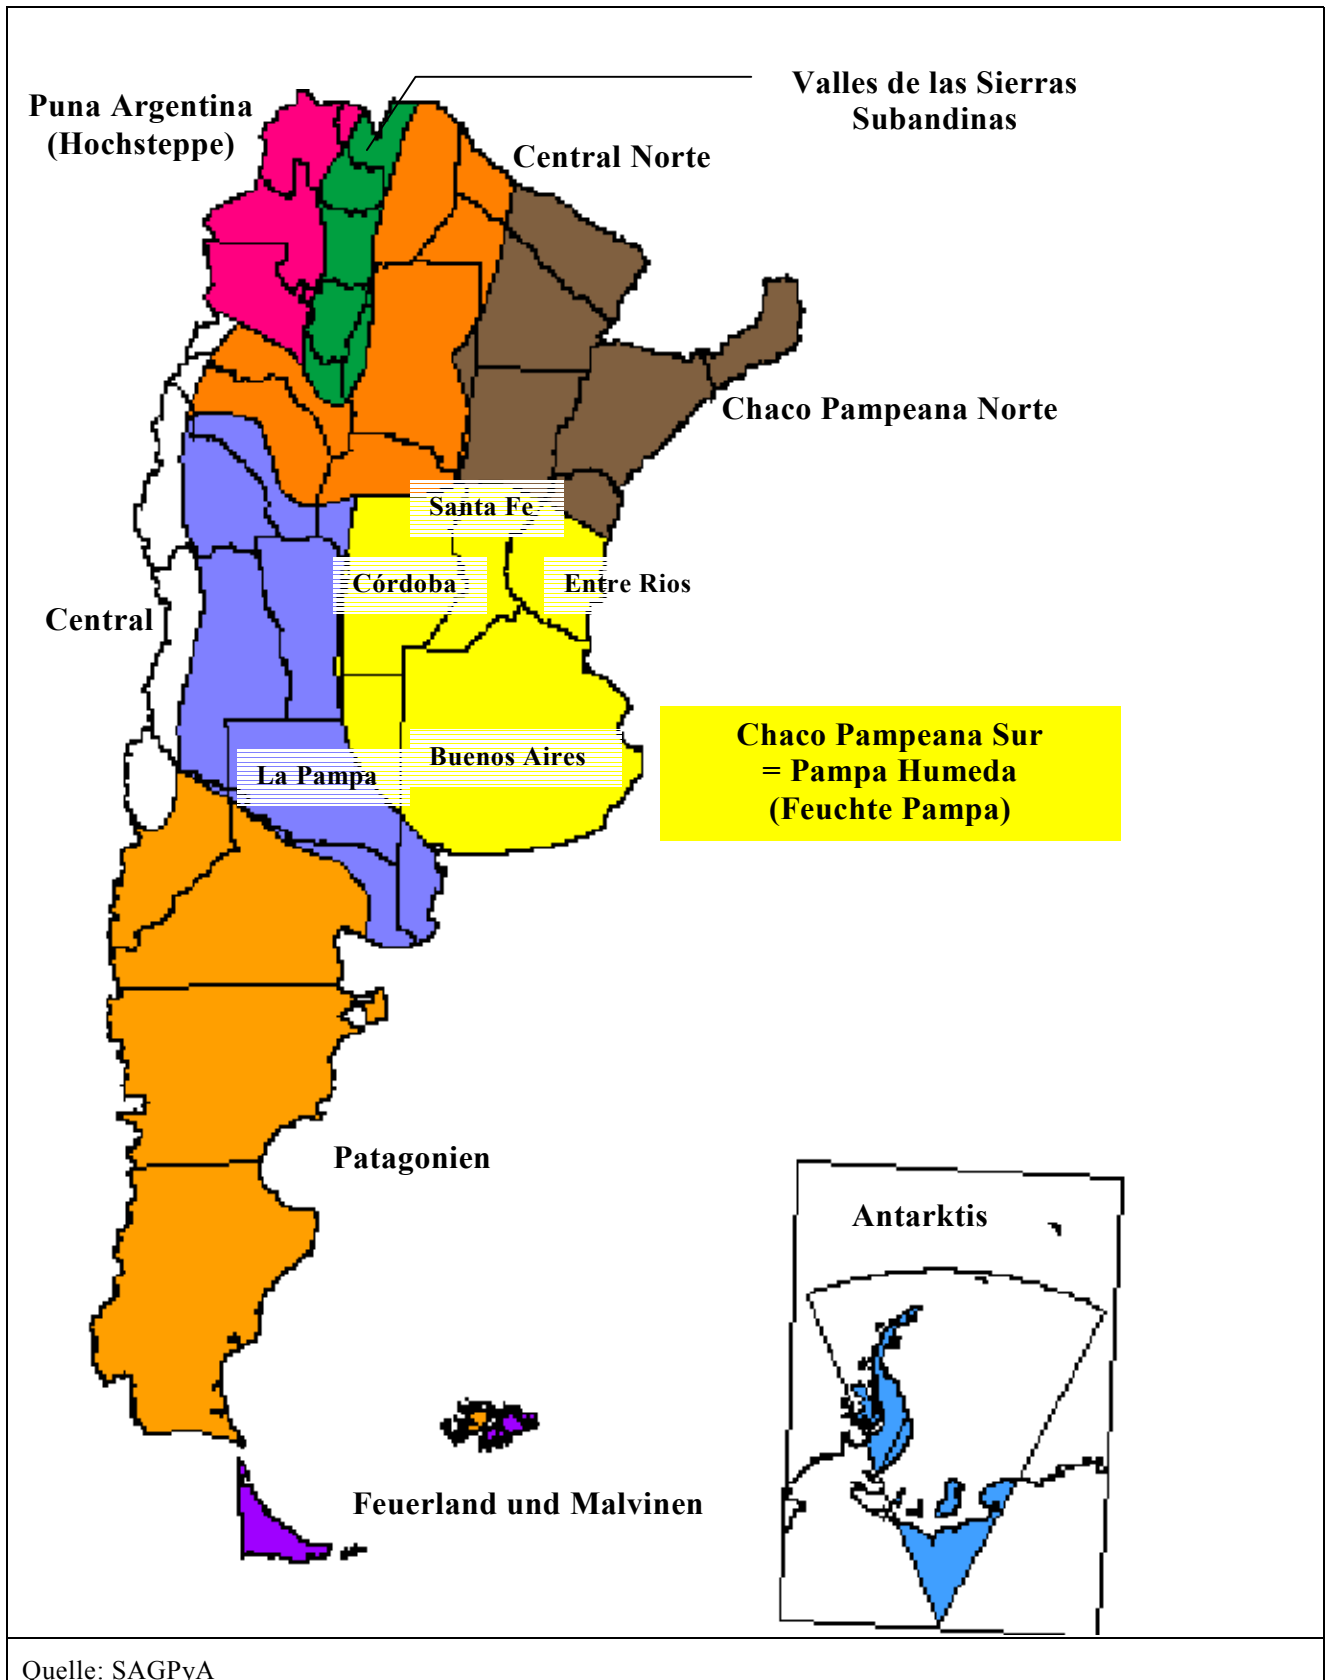 Valles de las Sierras
Subandinas
Puna Argentina
(Hochsteppe)
Central Norte
Chaco Pampeana Norte
Santa Fe
Córdoba
Entre Rios
Central
Chaco Pampeana Sur
= Pampa Humeda
(Feuchte Pampa)
Buenos Aires
La Pampa
Patagonien
Antarktis
Feuerland und Malvinen
Quelle: SAGPyA